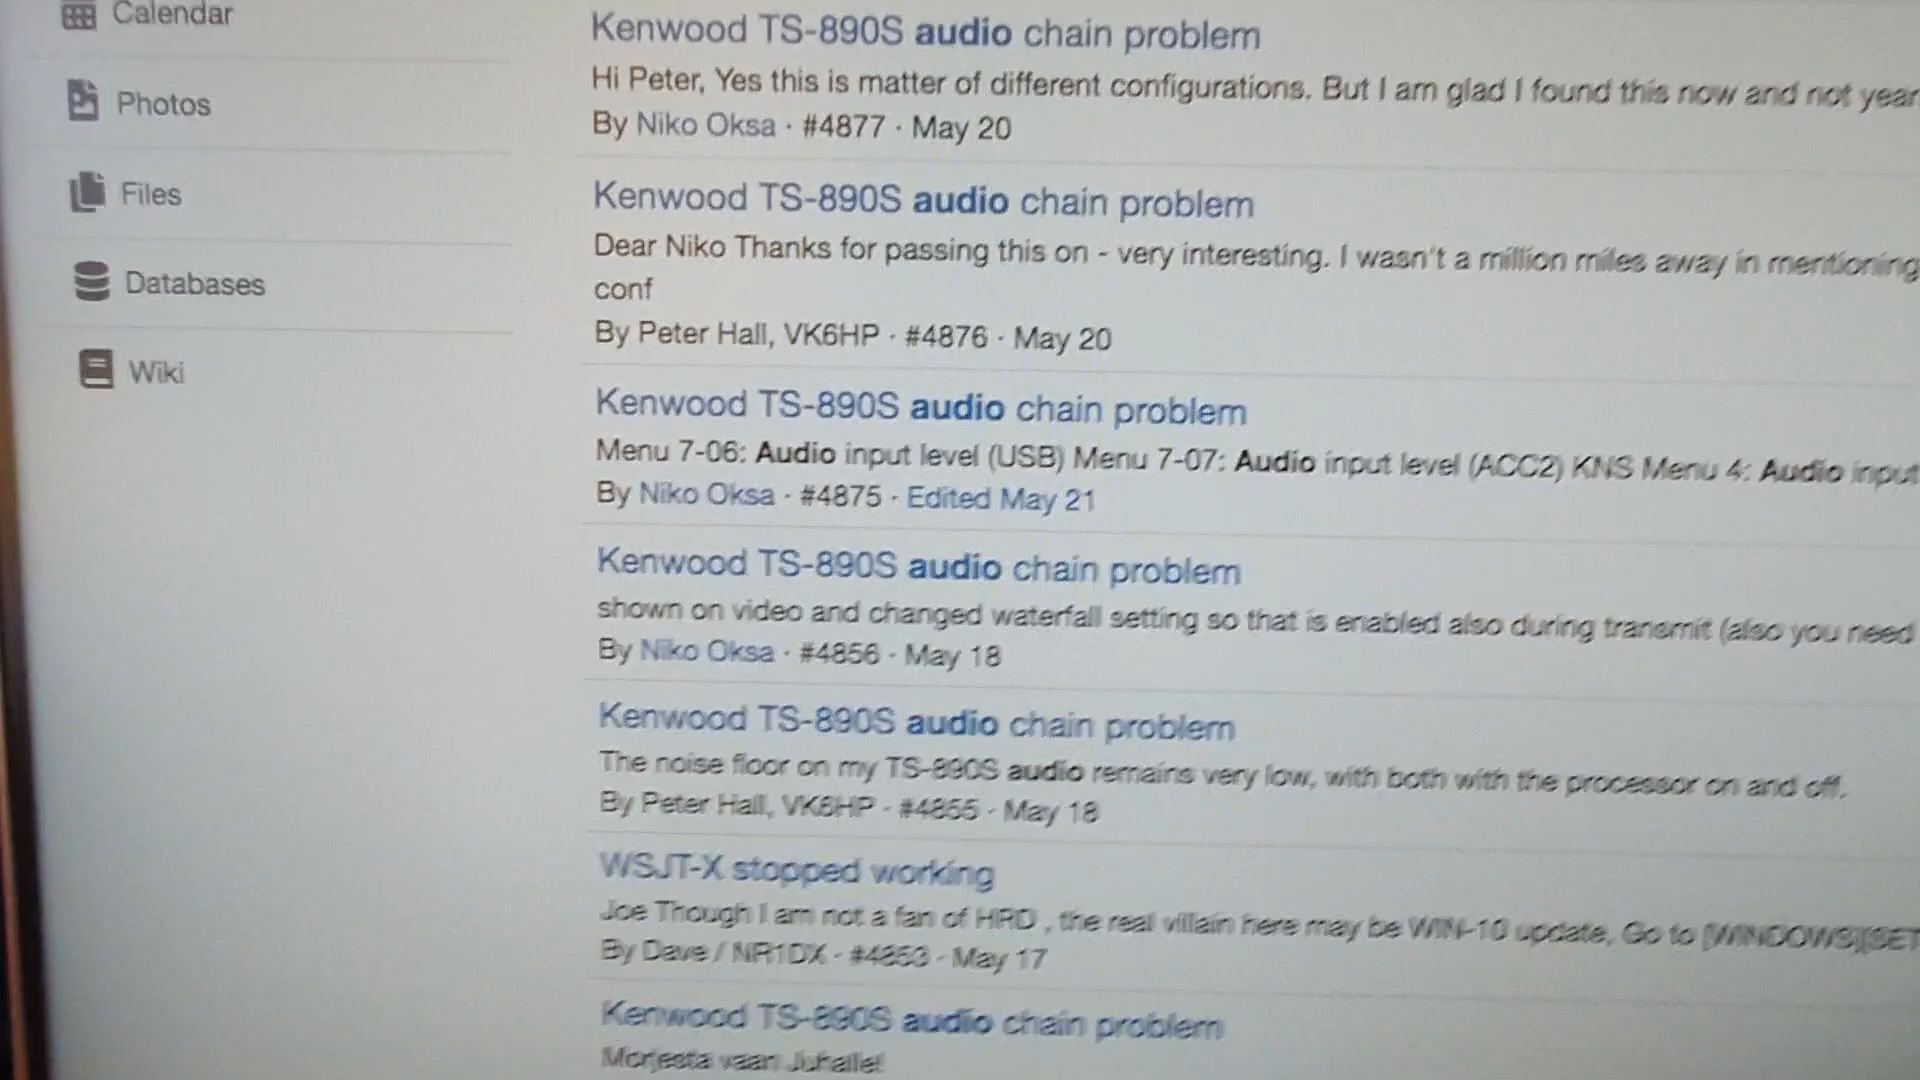 Calendar
Photos
Files
Databases
Wiki
Kenwood TS-890S audio chain problem
Hi Peter, Yes this is matter of different configurations. But I am glad I found this now and not year
By Niko Oksa · #4877 · May 20
Kenwood TS-890S audio chain problem
Dear Niko Thanks for passing this on - very interesting. I wasn't a million miles away in mentioning
conf
By Peter Hall, VK6HP · #4876 · May 20
Kenwood TS-890S audio chain problem
Menu 7-06: Audio input level (USB) Menu 7-07: Audio input level (ACC2) KNS Menu 4: Audio input
By Niko Oksa · #4875 · Edited May 21
Kenwood TS-890S audio chain problem
shown on video and changed waterfall setting so that is enabled also during transmit (also you need
By Niko Oksa · #4856 · May 18
Kenwood TS-890S audio chain problem
The noise floor on my TS-890S audio remains very low, with both with the processor on and off.
By Peter Hall, VK6HP · #4855 · May 18
WSJT-X stopped working
Joe Though I am not a fan of HRD , the real villain here may be WIN-10 update, Go to [WINDOWS][SET
By Dave / NR1DX · #4853 · May 17
Kenwood TS-890S audio chain problem
Morjesta vaan Juhalle!